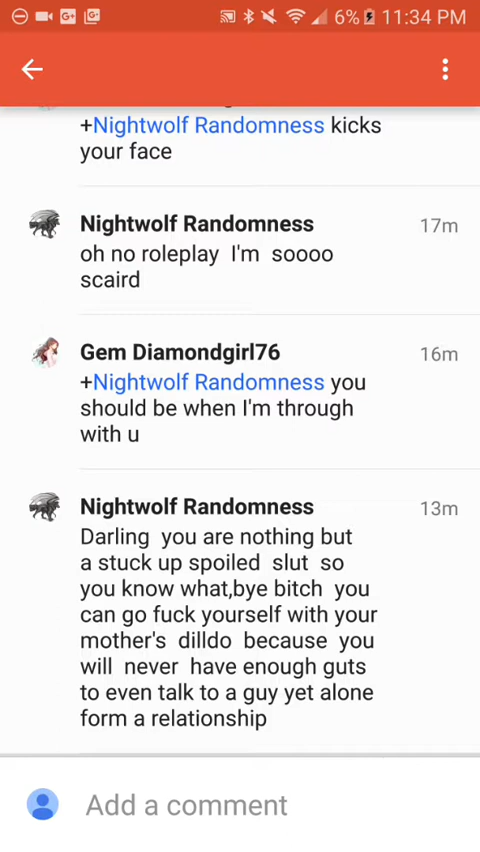 6% 11:34 PM
+Nightwolf Randomness kicks
your face
Nightwolf Randomness 17m
oh no roleplay I'm soooo
scaird
Gem Diamondgirl76 16m
+Nightwolf Randomness you
should be when I'm through
with u
Nightwolf Randomness 13m
Darling you are nothing but
a stuck up spoiled slut so
you know what,bye bitch you
can go fuck yourself with your
mother's dilldo because you
will never have enough guts
to even talk to a guy yet alone
form a relationship
Add a comment